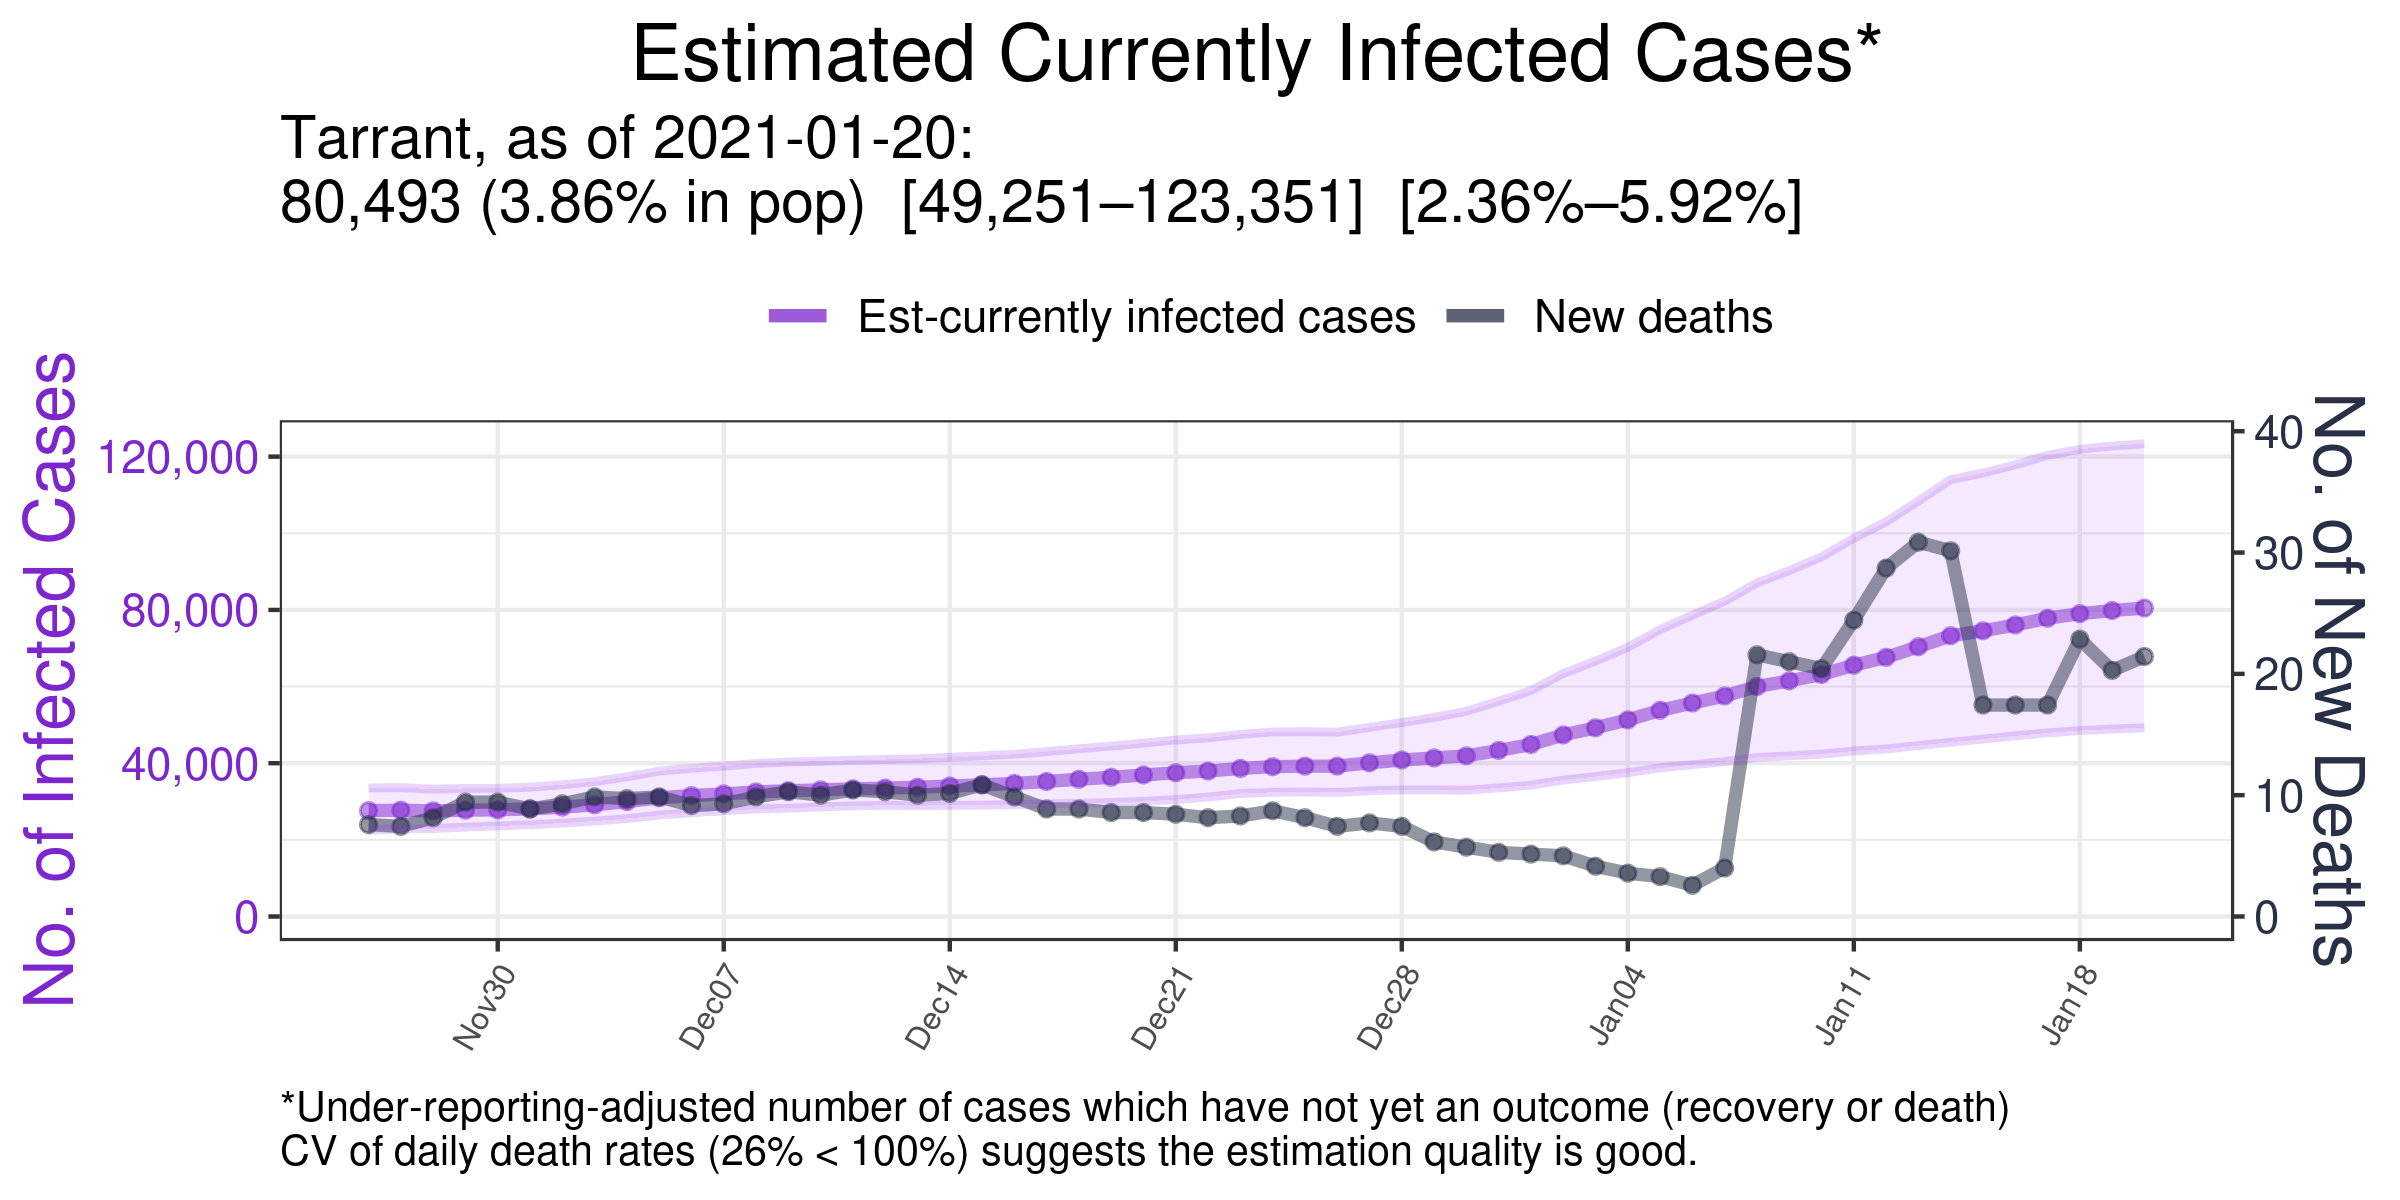 Estimated Currently Infected Cases*
Tarrant, as of 2021-01-20:
80,493 (3.86% in pop)  [49,251–123,351]  [2.36%–5.92%]
Est-currently infected cases
New deaths
No. of Infected Cases
120,000
80,000
40,000
0
40
30
20
10
0
No. of New Deaths
Nov30
Dec07
Dec14
Dec21
Dec28
Jan04
Jan11
Jan18
*Under-reporting-adjusted number of cases which have not yet an outcome (recovery or death)
CV of daily death rates (26% < 100%) suggests the estimation quality is good.